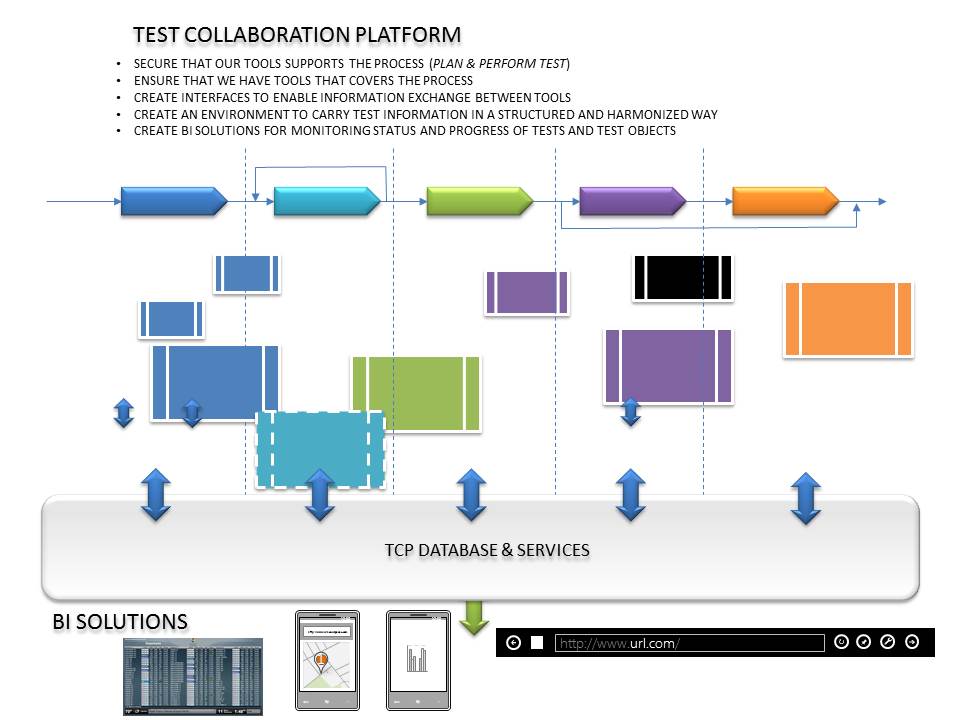 TEST COLLABORATION PLATFORM
• SECURE THAT OUR TOOLS SUPPORTS THE PROCESS (PLAN & PERFORM TEST)
• ENSURE THAT WE HAVE TOOLS THAT COVERS THE PROCESS
• CREATE INTERFACES TO ENABLE INFORMATION EXCHANGE BETWEEN TOOLS
• CREATE AN ENVIRONMENT TO CARRY TEST INFORMATION IN A STRUCTURED AND HARMONIZED WAY
• CREATE BI SOLUTIONS FOR MONITORING STATUS AND PROGRESS OF TESTS AND TEST OBJECTS
TCP DATABASE & SERVICES
BI SOLUTIONS
http://www.url.com/